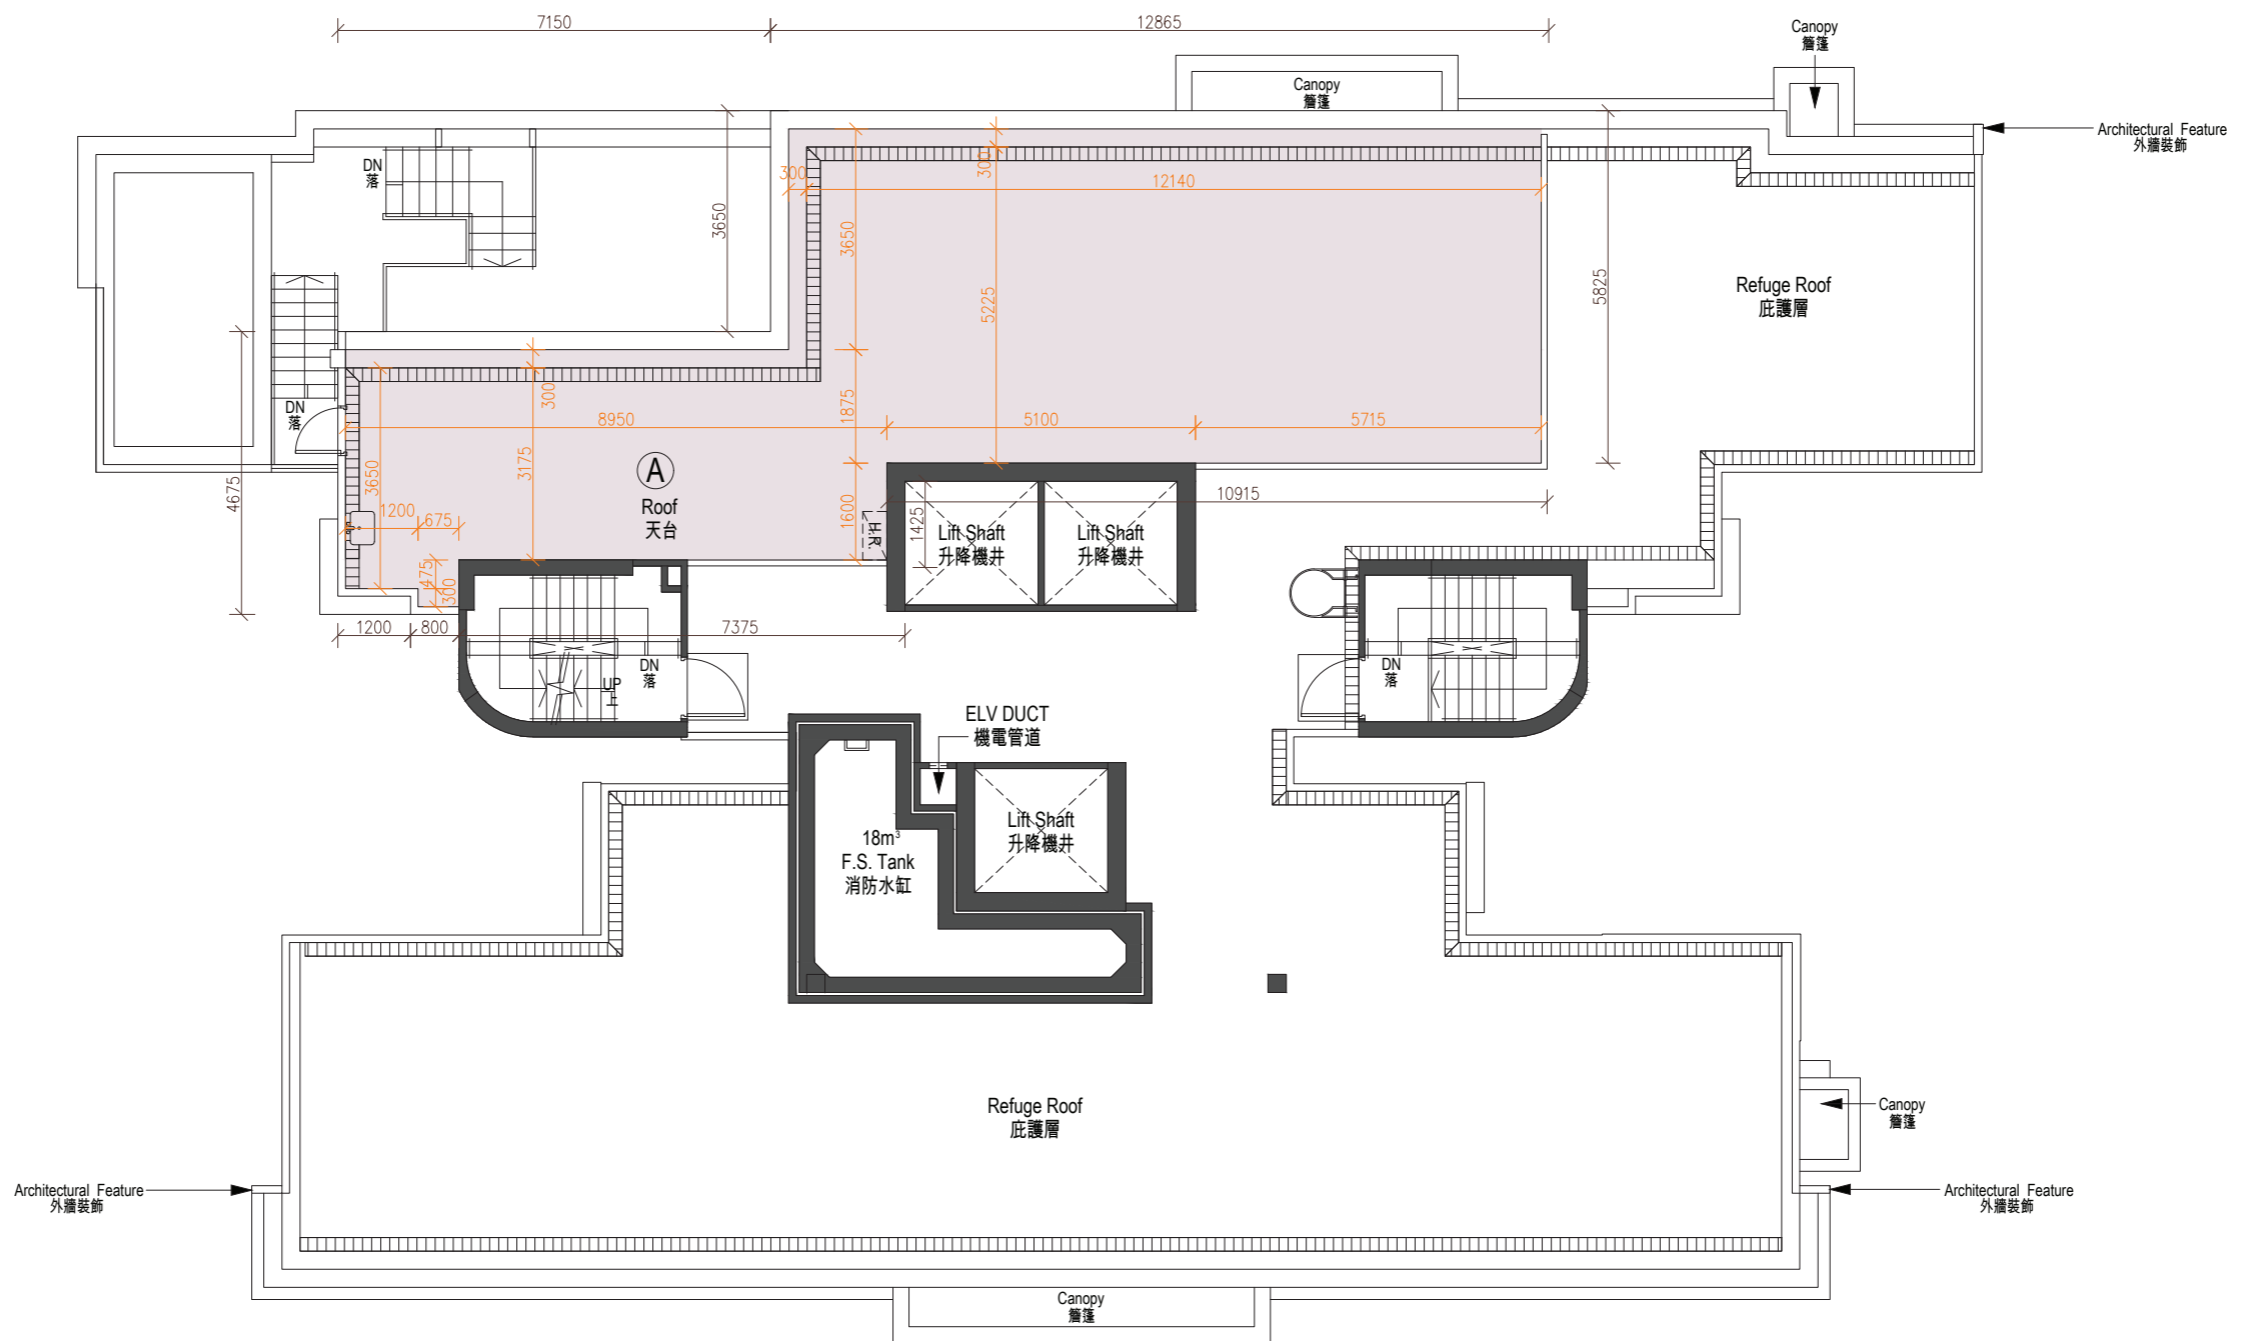 7150
12865
Canopy
簷篷
Canopy
簷篷
Architectural Feature
外牆裝飾
DN
落
300
300
12140
3650
3650
5225
5825
Refuge Roof
庇護層
4675
DN
落
300
1875
8950
5100
5715
3650
3175
A
Roof
天台
1200
675
1600
H.R.
1425
10915
Lift Shaft
升降機井
Lift Shaft
升降機井
475
300
1200
800
7375
DN
落
UP
上
DN
落
ELV DUCT
機電管道
18m³
F.S. Tank
消防水缸
Lift Shaft
升降機井
Refuge Roof
庇護層
Canopy
簷篷
Architectural Feature
外牆裝飾
Architectural Feature
外牆裝飾
Canopy
簷篷